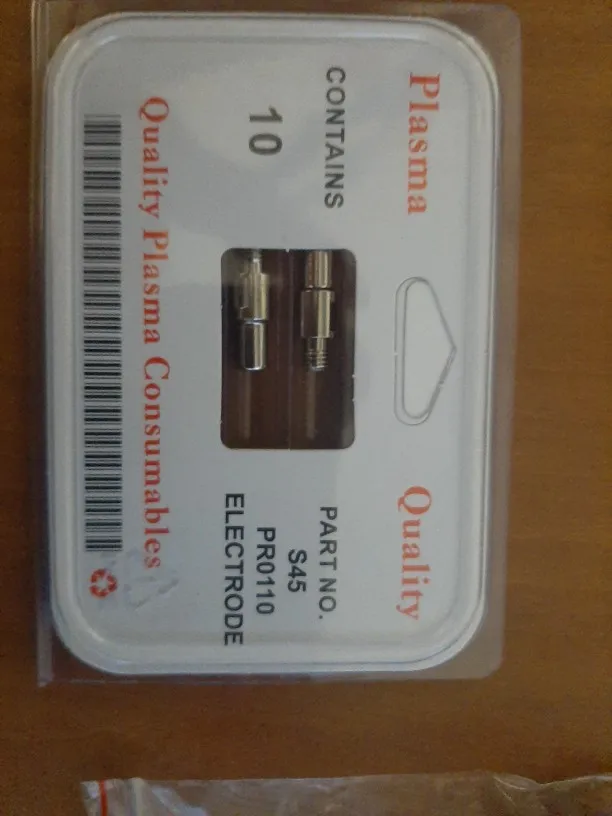 Plasma Quality
CONTAINS
10
PART NO.
S45
PR0110
ELECTRODE
Quality Plasma Consumables